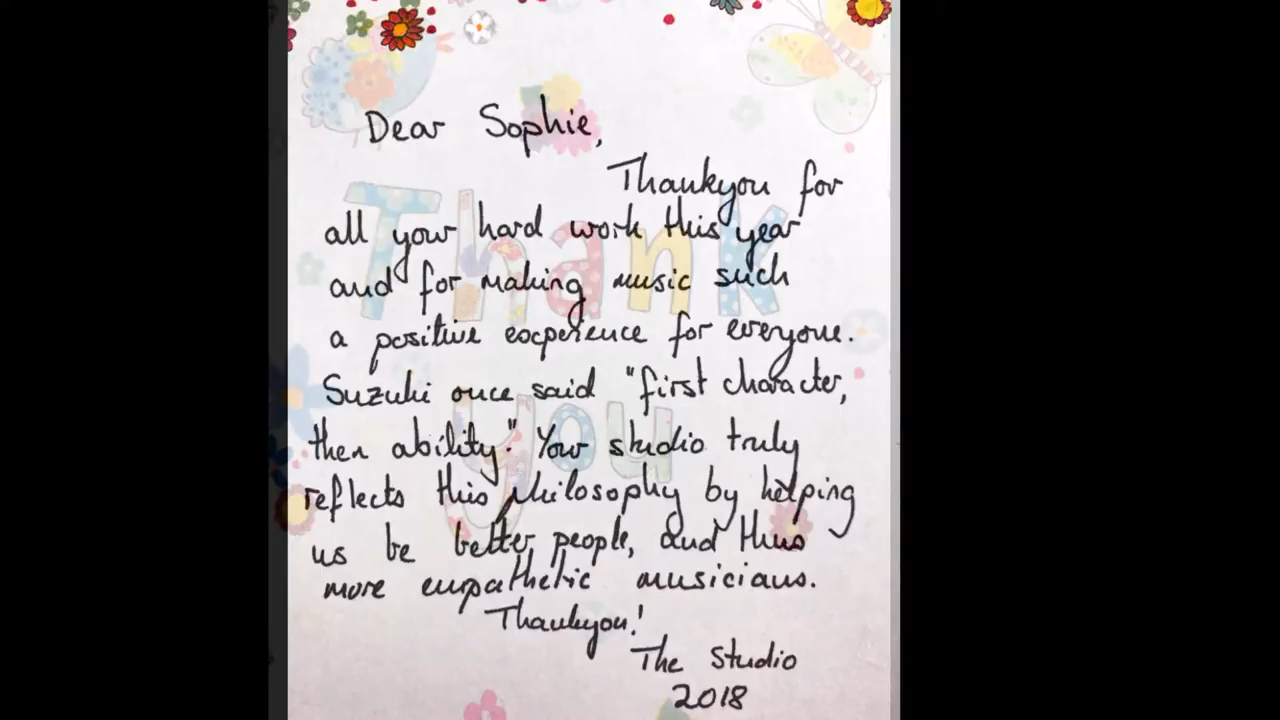 Dear Sophie,
Thankyou for
all your hard work this year
and for making music such
a positive experience for everyone.
Suzuki once said "first character,
then ability." Your studio truly
reflects this philosophy by helping
us be better people, and thus
more empathetic musicians.
Thankyou!
The Studio
2018
Thank
you